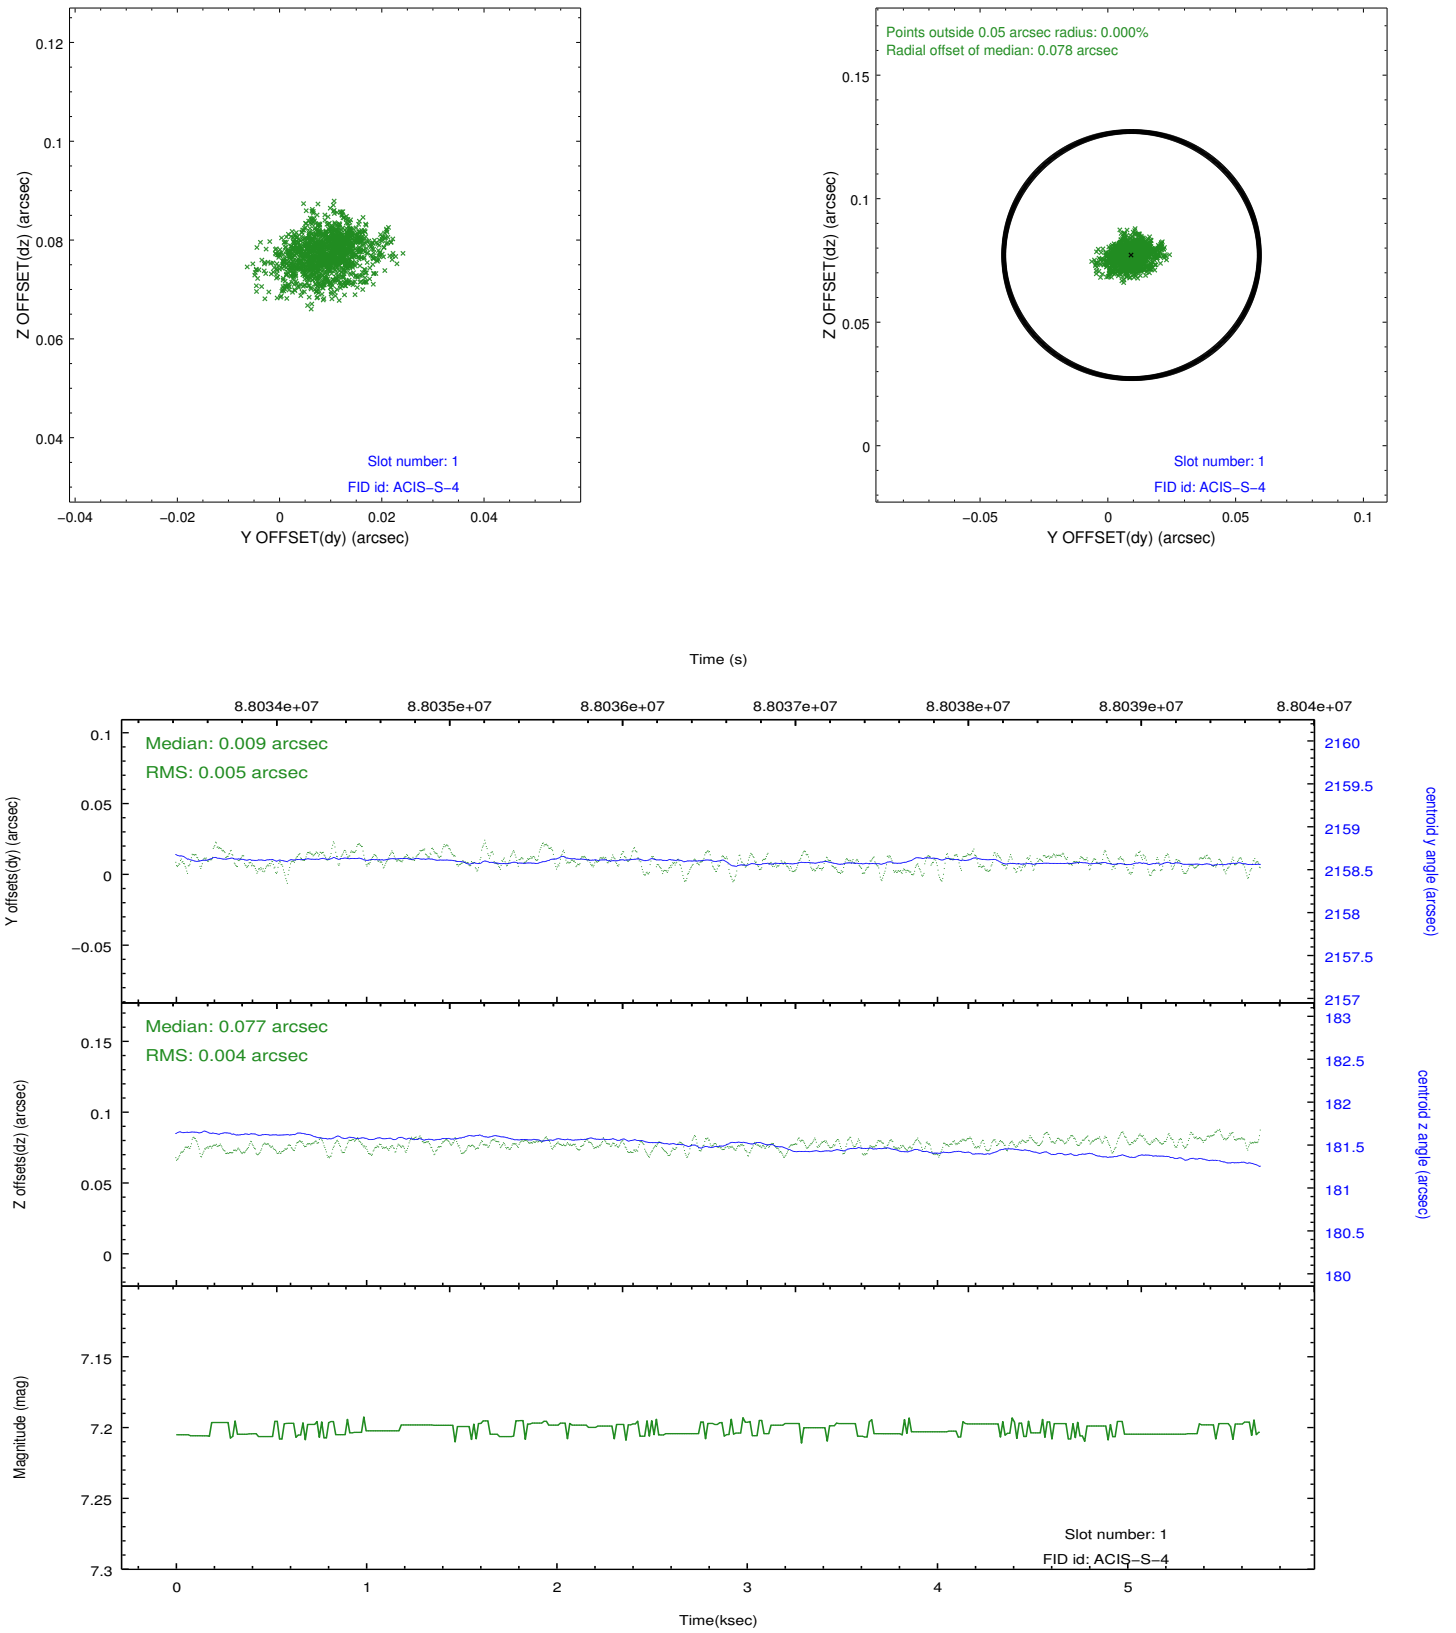 0.12
0.1
0.08
0.06
0.04
Z OFFSET(dz) (arcsec)
Slot number: 1
FID id: ACIS−S−4
−0.04
−0.02
0
0.02
0.04
Y OFFSET(dy) (arcsec)
Points outside 0.05 arcsec radius: 0.000%
Radial offset of median: 0.078 arcsec
0.15
0.1
0.05
0
Z OFFSET(dz) (arcsec)
Slot number: 1
FID id: ACIS−S−4
−0.05
0
0.05
0.1
Y OFFSET(dy) (arcsec)
Time (s)
8.8034e+07
8.8035e+07
8.8036e+07
8.8037e+07
8.8038e+07
8.8039e+07
8.804e+07
Median: 0.009 arcsec
RMS: 0.005 arcsec
0.1
0.05
0
−0.05
Y offsets(dy) (arcsec)
2160
2159.5
2159
2158.5
2158
2157.5
2157
centroid y angle (arcsec)
Median: 0.077 arcsec
RMS: 0.004 arcsec
0.15
0.1
0.05
0
Z offsets(dz) (arcsec)
183
182.5
182
181.5
181
180.5
180
centroid z angle (arcsec)
7.15
7.2
7.25
7.3
Magnitude (mag)
Slot number: 1
FID id: ACIS−S−4
0
1
2
3
4
5
Time(ksec)